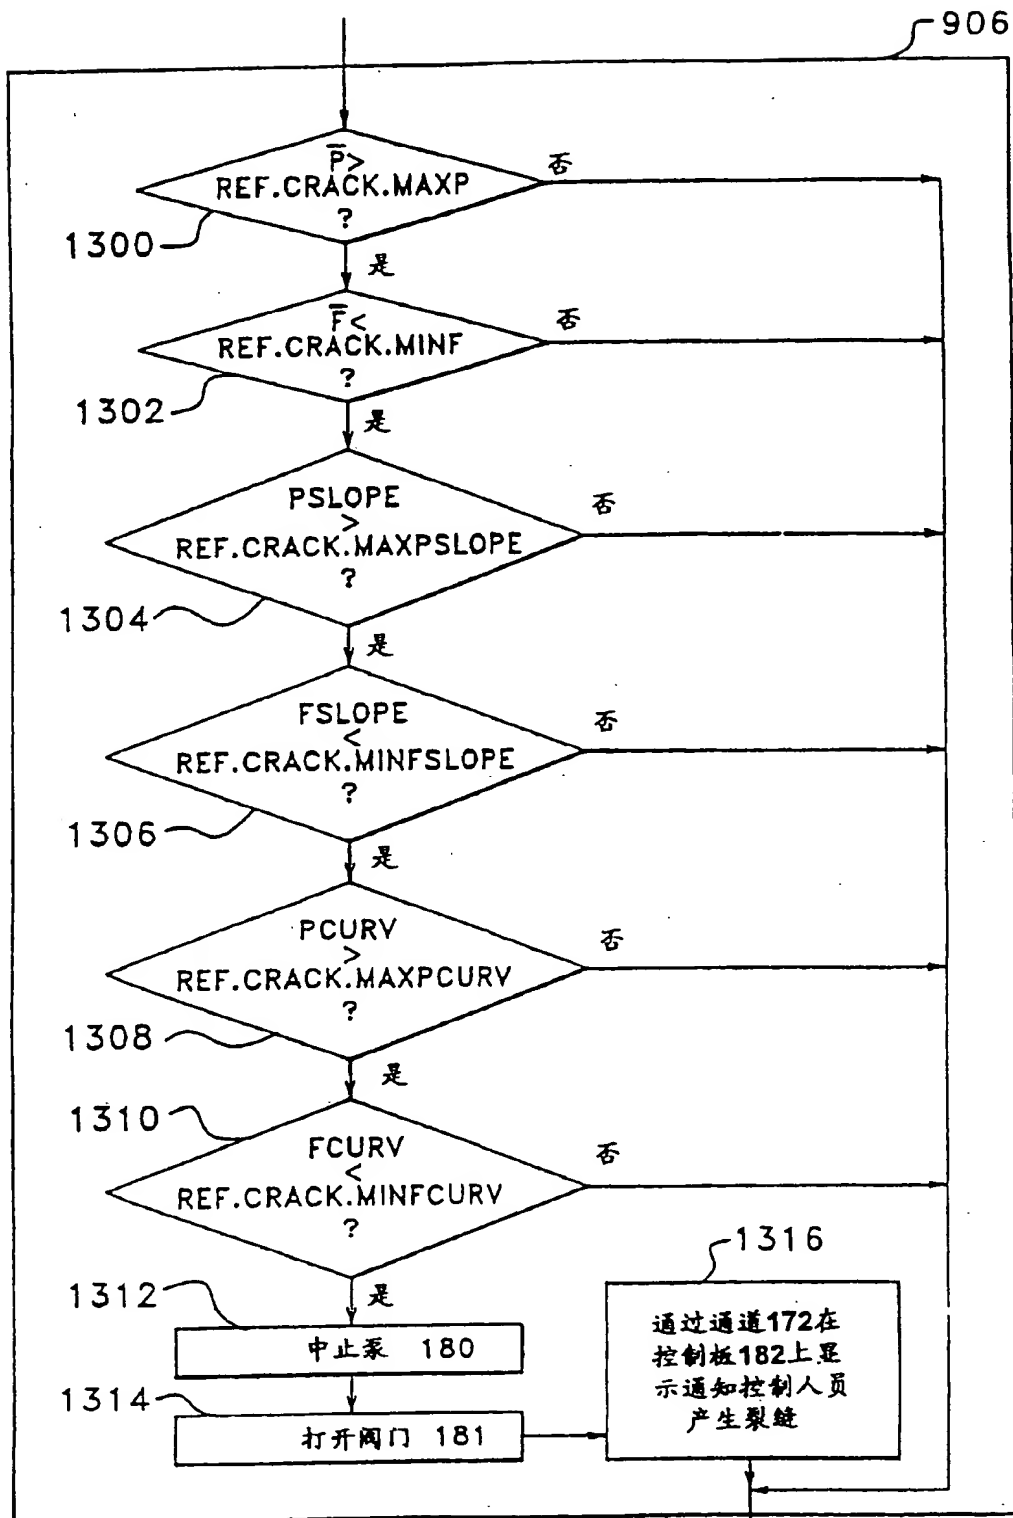 906
P̅>
REF.CRACK.MAXP
?
否
1300
是
F̅<
REF.CRACK.MINF
?
否
1302
是
PSLOPE
>
REF.CRACK.MAXPSLOPE
?
否
1304
是
FSLOPE
<
REF.CRACK.MINFSLOPE
?
否
1306
是
PCURV
>
REF.CRACK.MAXPCURV
?
否
1308
是
1310
FCURV
<
REF.CRACK.MINFCURV
?
否
是
1312
中止泵 180
1314
打开阀门 181
1316
通过通道172在
控制板182上显
示通知控制人员
产生裂缝